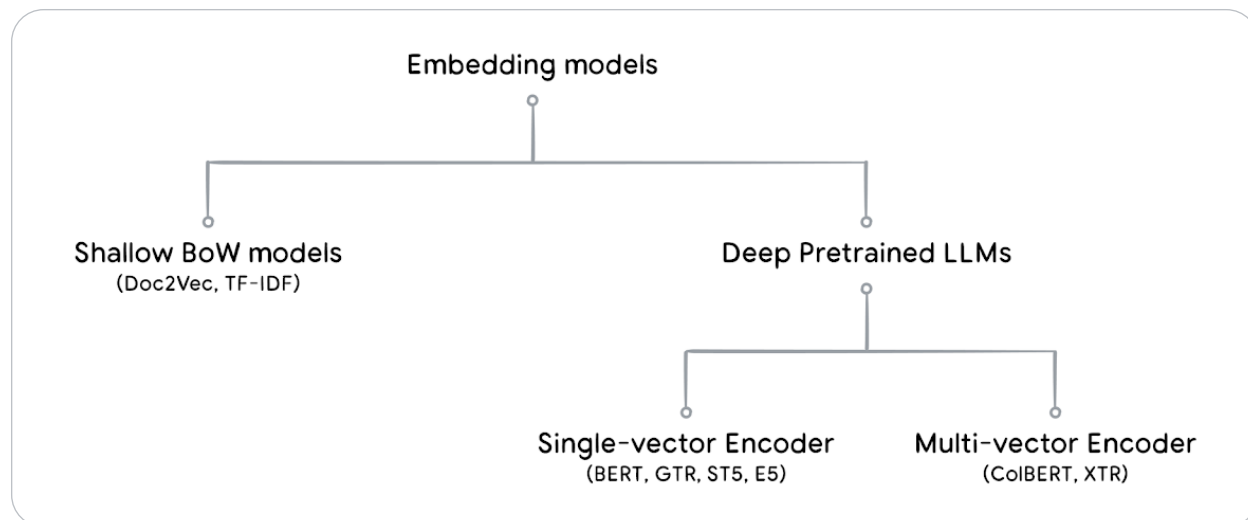 Embedding models
Shallow BoW models
(Doc2Vec, TF-IDF)
Deep Pretrained LLMs
Single-vector Encoder
(BERT, GTR, ST5, E5)
Multi-vector Encoder
(ColBERT, XTR)